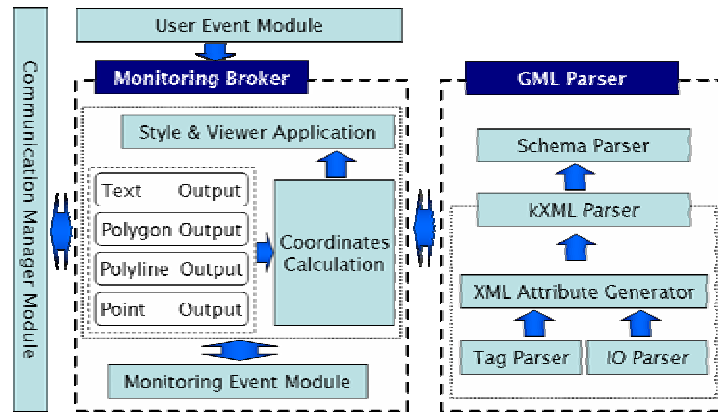 User Event Module
Communication Manager Module
Monitoring Broker
Style & Viewer Application
Text Output
Polygon Output
Polyline Output
Point Output
Coordinates
Calculation
Monitoring Event Module
GML Parser
Schema Parser
kXML Parser
XML Attribute Generator
Tag Parser
IO Parser